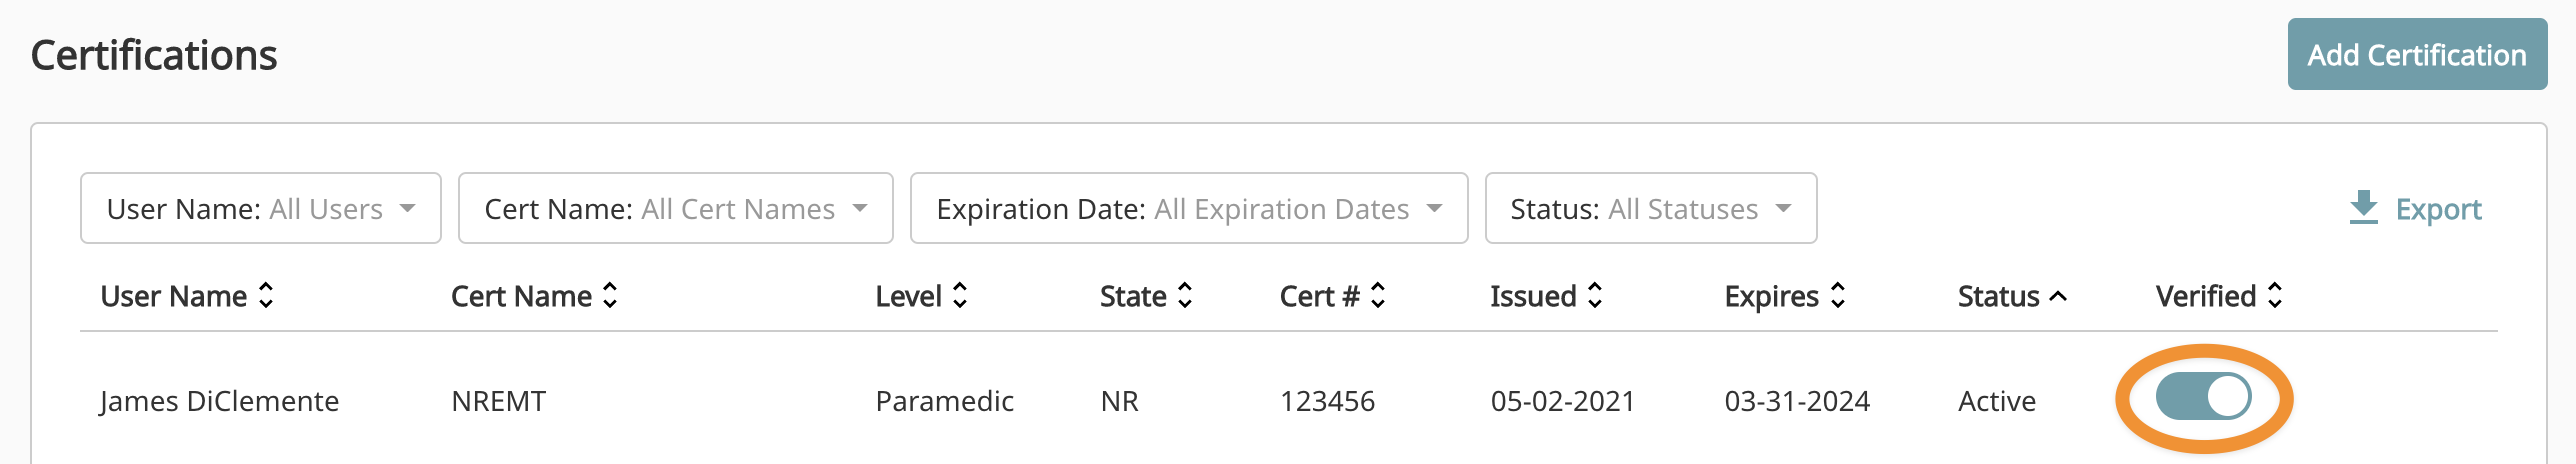 Certifications
Add Certification
User Name: All Users
Cert Name: All Cert Names
Expiration Date: All Expiration Dates
Status: All Statuses
Export
User Name Cert Name Level State Cert # Issued Expires Status Verified
James DiClemente NREMT Paramedic NR 123456 05-02-2021 03-31-2024 Active